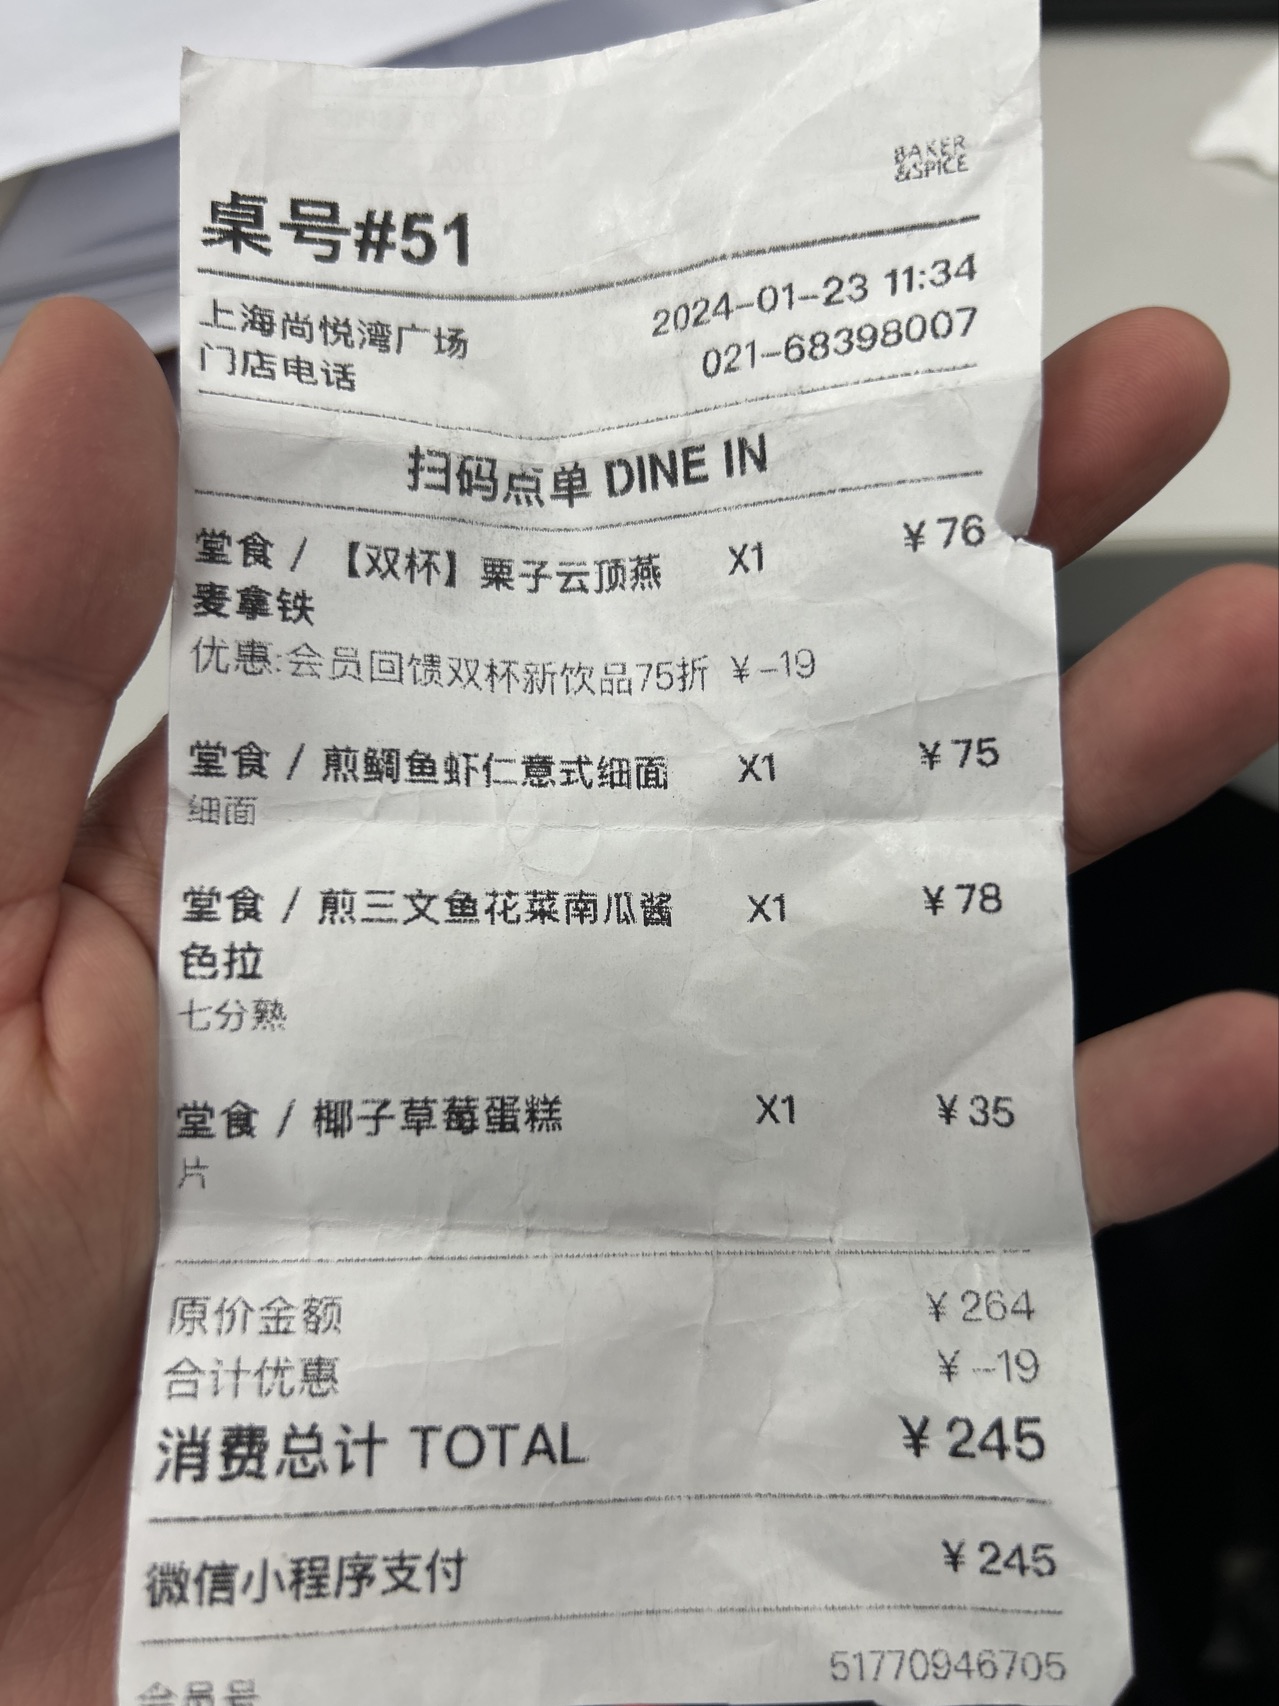 BAKER
&SPICE
桌号#51
上海尚悦湾广场 2024-01-23 11:34
门店电话 021-68398007
扫码点单 DINE IN
堂食 / 【双杯】栗子云顶燕 X1 ¥76
麦拿铁
优惠:会员回馈双杯新饮品75折 ¥-19
堂食 / 煎鲷鱼虾仁意式细面 X1 ¥75
细面
堂食 / 煎三文鱼花菜南瓜酱 X1 ¥78
色拉
七分熟
堂食 / 椰子草莓蛋糕 X1 ¥35
片
原价金额 ¥264
合计优惠 ¥-19
消费总计 TOTAL ¥245
微信小程序支付 ¥245
会员号 51770946705